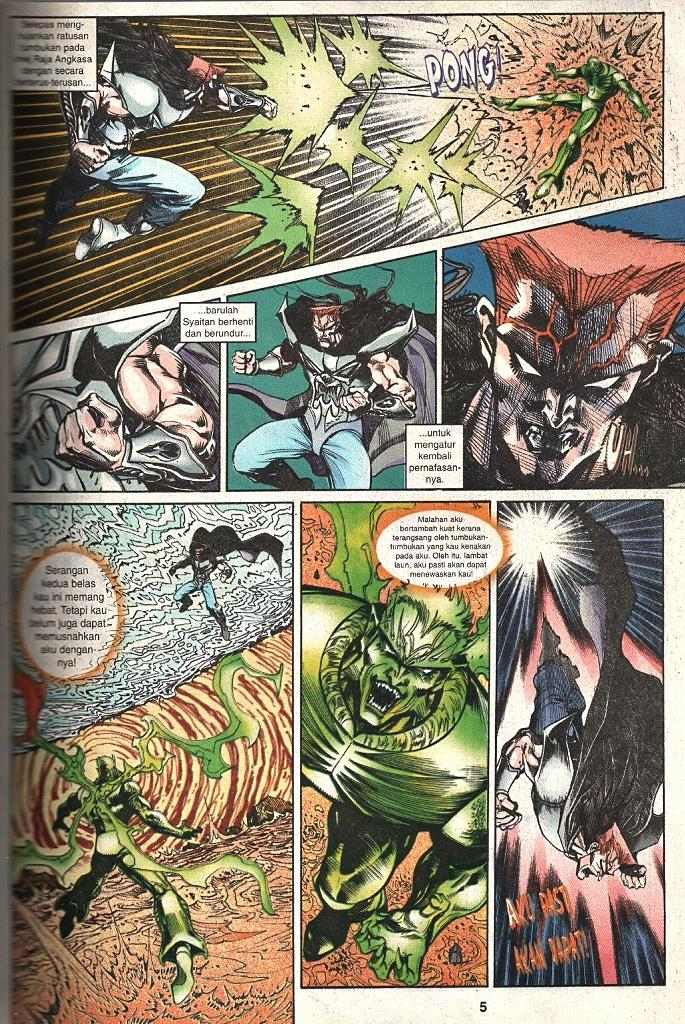 Selepas meng-
ratusan
tumbukan pada
Raja Angkasa
dengan secara
terus-terusan...
PONG!
...barulah
Syaitan berhenti
dan berundur...
...untuk
mengatur
kembali
pernafasan-
nya.
Serangan
kedua belas
kau ini memang
hebat. Tetapi kau
belum juga dapat
memusnahkan
aku dengan-
nya!
Malahan aku
bertambah kuat kerana
terangsang oleh tumbukan-
tumbukan yang kau kenakan
pada aku. Oleh itu, lambat
laun, aku pasti akan dapat
menewaskan kau!
AKU PASTI
5